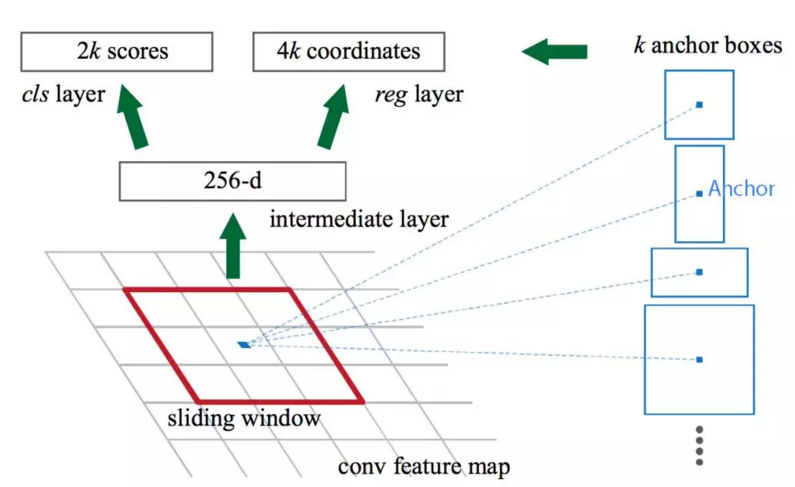 2k scores
4k coordinates
k anchor boxes
cls layer
reg layer
256-d
Anchor
intermediate layer
sliding window
conv feature map